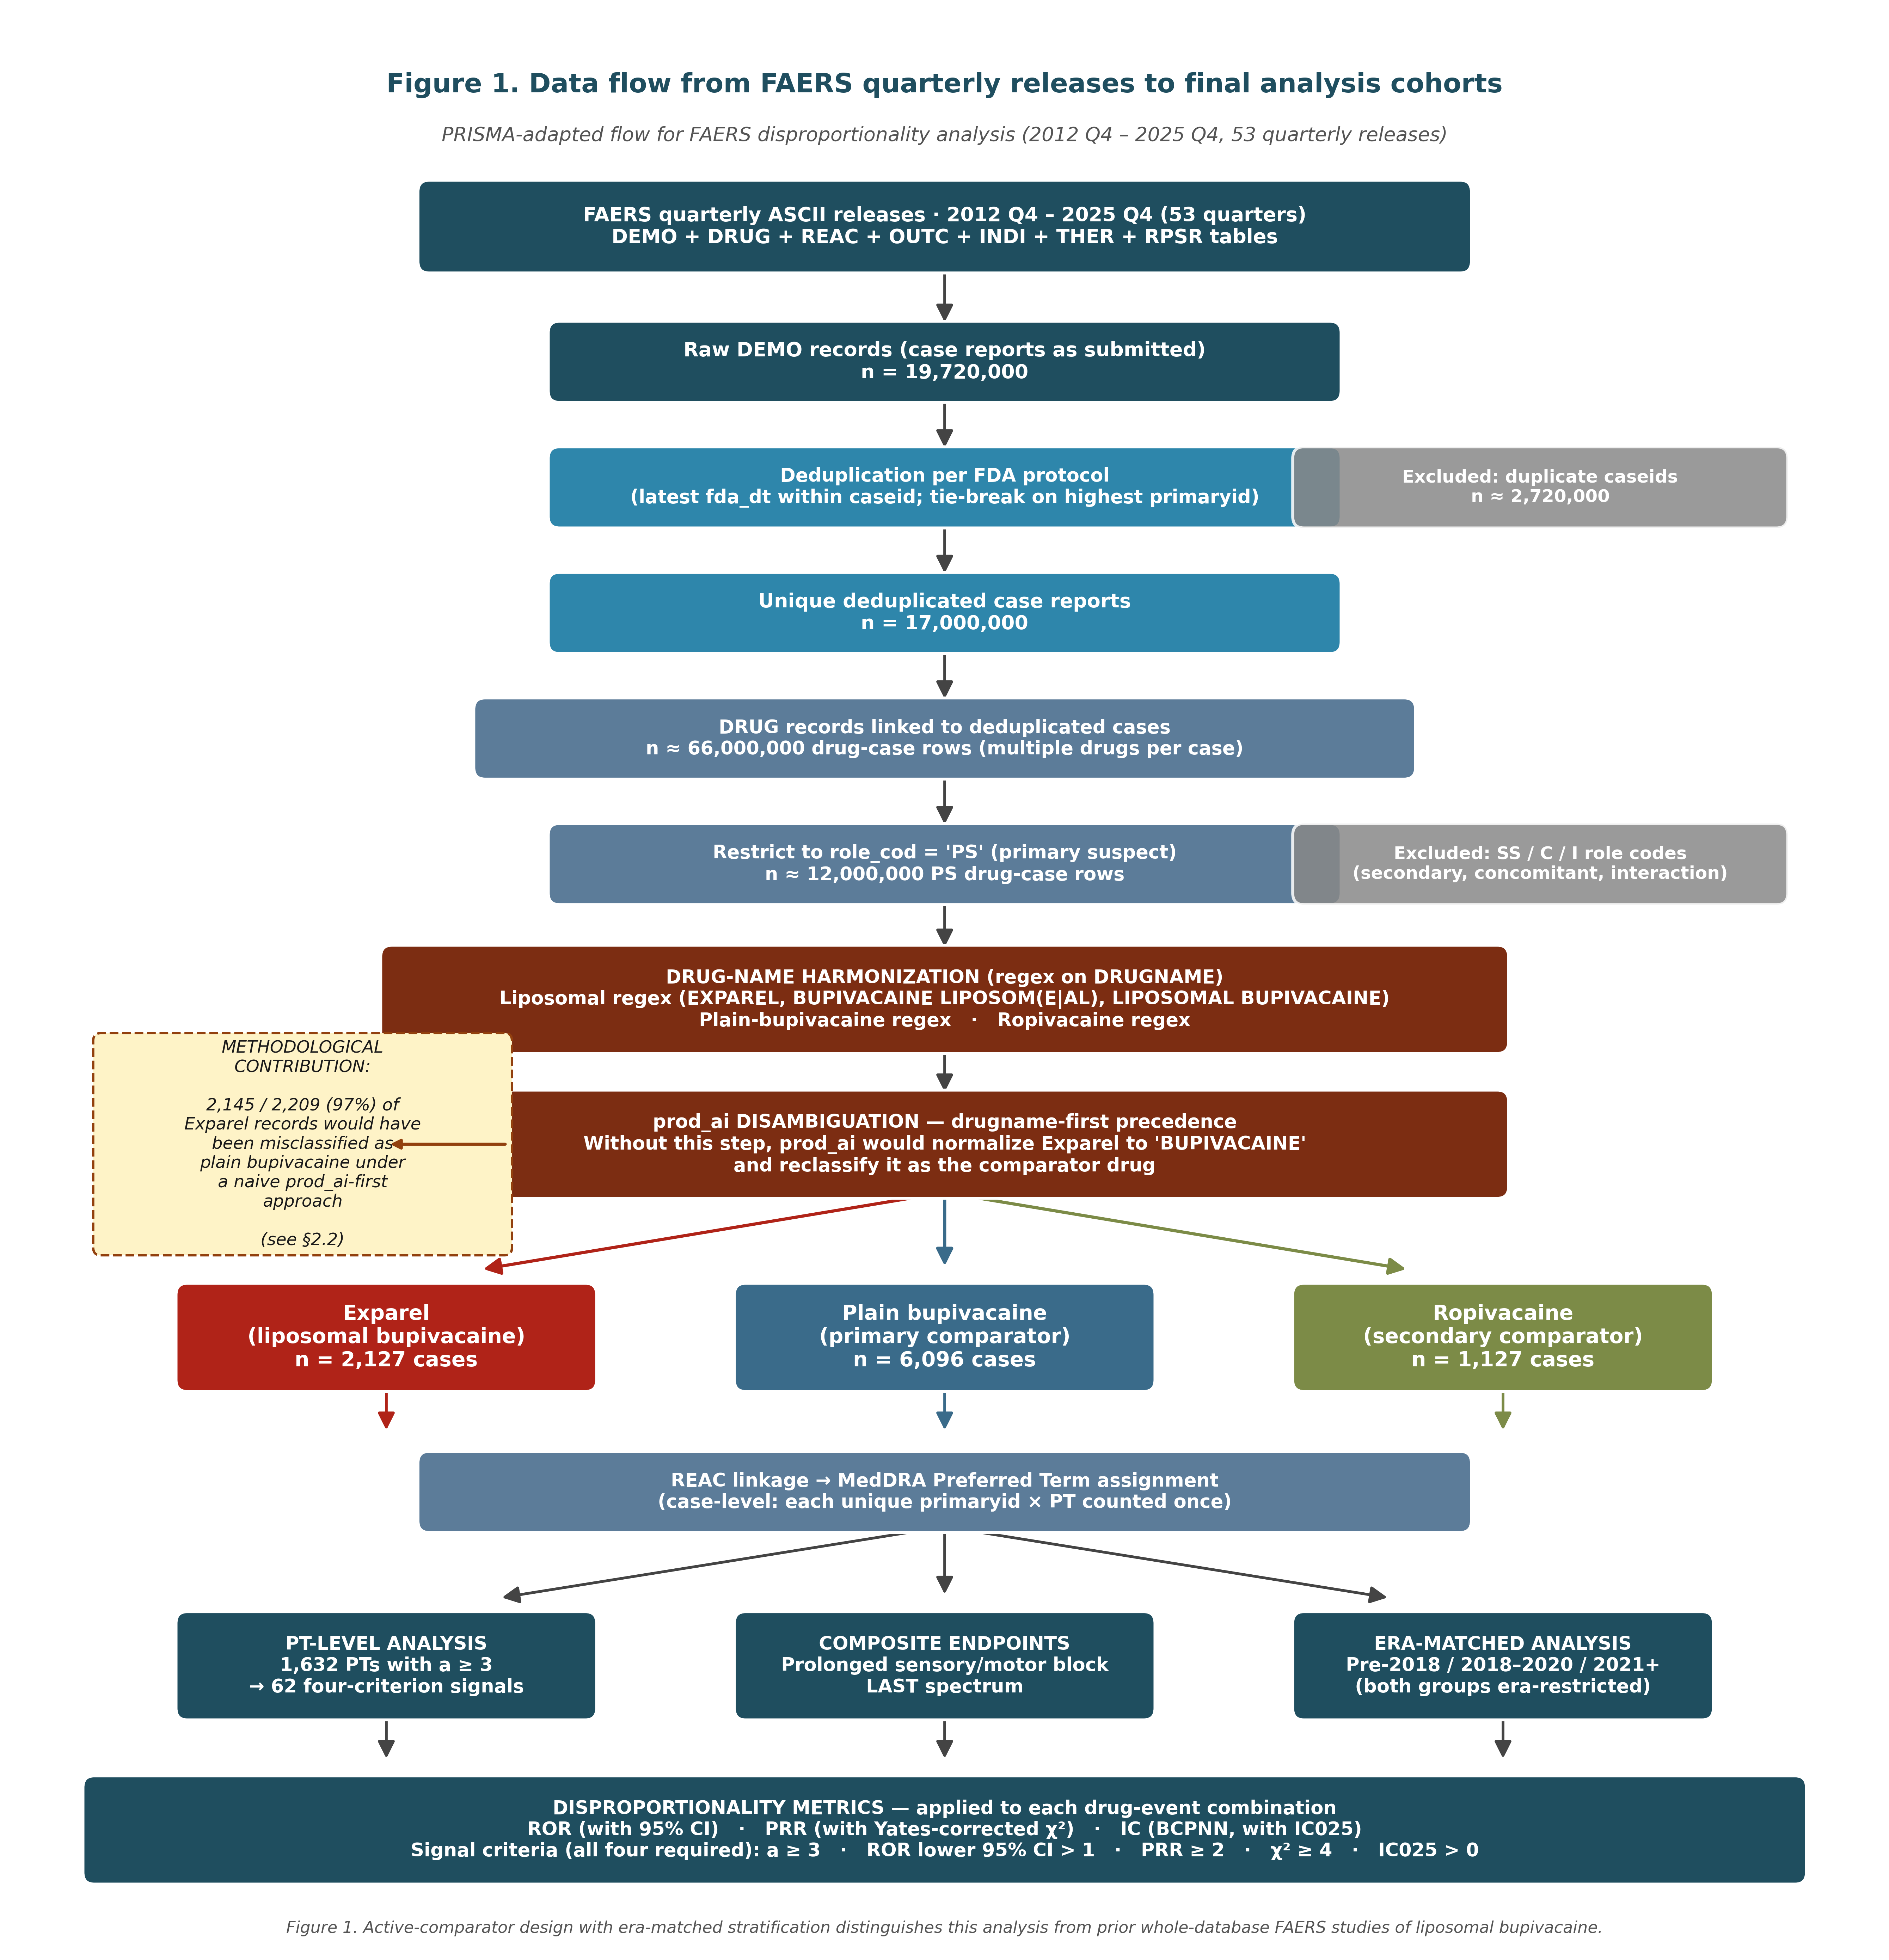 Figure 1. Data flow from FAERS quarterly releases to final analysis cohorts
PRISMA-adapted flow for FAERS disproportionality analysis (2012 Q4 – 2025 Q4, 53 quarterly releases)
FAERS quarterly ASCII releases · 2012 Q4 – 2025 Q4 (53 quarters)
DEMO + DRUG + REAC + OUTC + INDI + THER + RPSR tables
Raw DEMO records (case reports as submitted)
n = 19,720,000
Deduplication per FDA protocol
(latest fda_dt within caseid; tie-break on highest primaryid)
Excluded: duplicate caseids
n ≈ 2,720,000
Unique deduplicated case reports
n = 17,000,000
DRUG records linked to deduplicated cases
n ≈ 66,000,000 drug-case rows (multiple drugs per case)
Restrict to role_cod = 'PS' (primary suspect)
n ≈ 12,000,000 PS drug-case rows
Excluded: SS / C / I role codes
(secondary, concomitant, interaction)
DRUG-NAME HARMONIZATION (regex on DRUGNAME)
Liposomal regex (EXPAREL, BUPIVACAINE LIPOSOM(E|AL), LIPOSOMAL BUPIVACAINE)
Plain-bupivacaine regex · Ropivacaine regex
METHODOLOGICAL
CONTRIBUTION:
2,145 / 2,209 (97%) of
Exparel records would have
been misclassified as
plain bupivacaine under
a naive prod_ai-first
approach
(see §2.2)
prod_ai DISAMBIGUATION — drugname-first precedence
Without this step, prod_ai would normalize Exparel to 'BUPIVACAINE'
and reclassify it as the comparator drug
Exparel
(liposomal bupivacaine)
n = 2,127 cases
Plain bupivacaine
(primary comparator)
n = 6,096 cases
Ropivacaine
(secondary comparator)
n = 1,127 cases
REAC linkage → MedDRA Preferred Term assignment
(case-level: each unique primaryid × PT counted once)
PT-LEVEL ANALYSIS
1,632 PTs with a ≥ 3
→ 62 four-criterion signals
COMPOSITE ENDPOINTS
Prolonged sensory/motor block
LAST spectrum
ERA-MATCHED ANALYSIS
Pre-2018 / 2018–2020 / 2021+
(both groups era-restricted)
DISPROPORTIONALITY METRICS — applied to each drug-event combination
ROR (with 95% CI) · PRR (with Yates-corrected χ²) · IC (BCPNN, with IC025)
Signal criteria (all four required): a ≥ 3 · ROR lower 95% CI > 1 · PRR ≥ 2 · χ² ≥ 4 · IC025 > 0
Figure 1. Active-comparator design with era-matched stratification distinguishes this analysis from prior whole-database FAERS studies of liposomal bupivacaine.